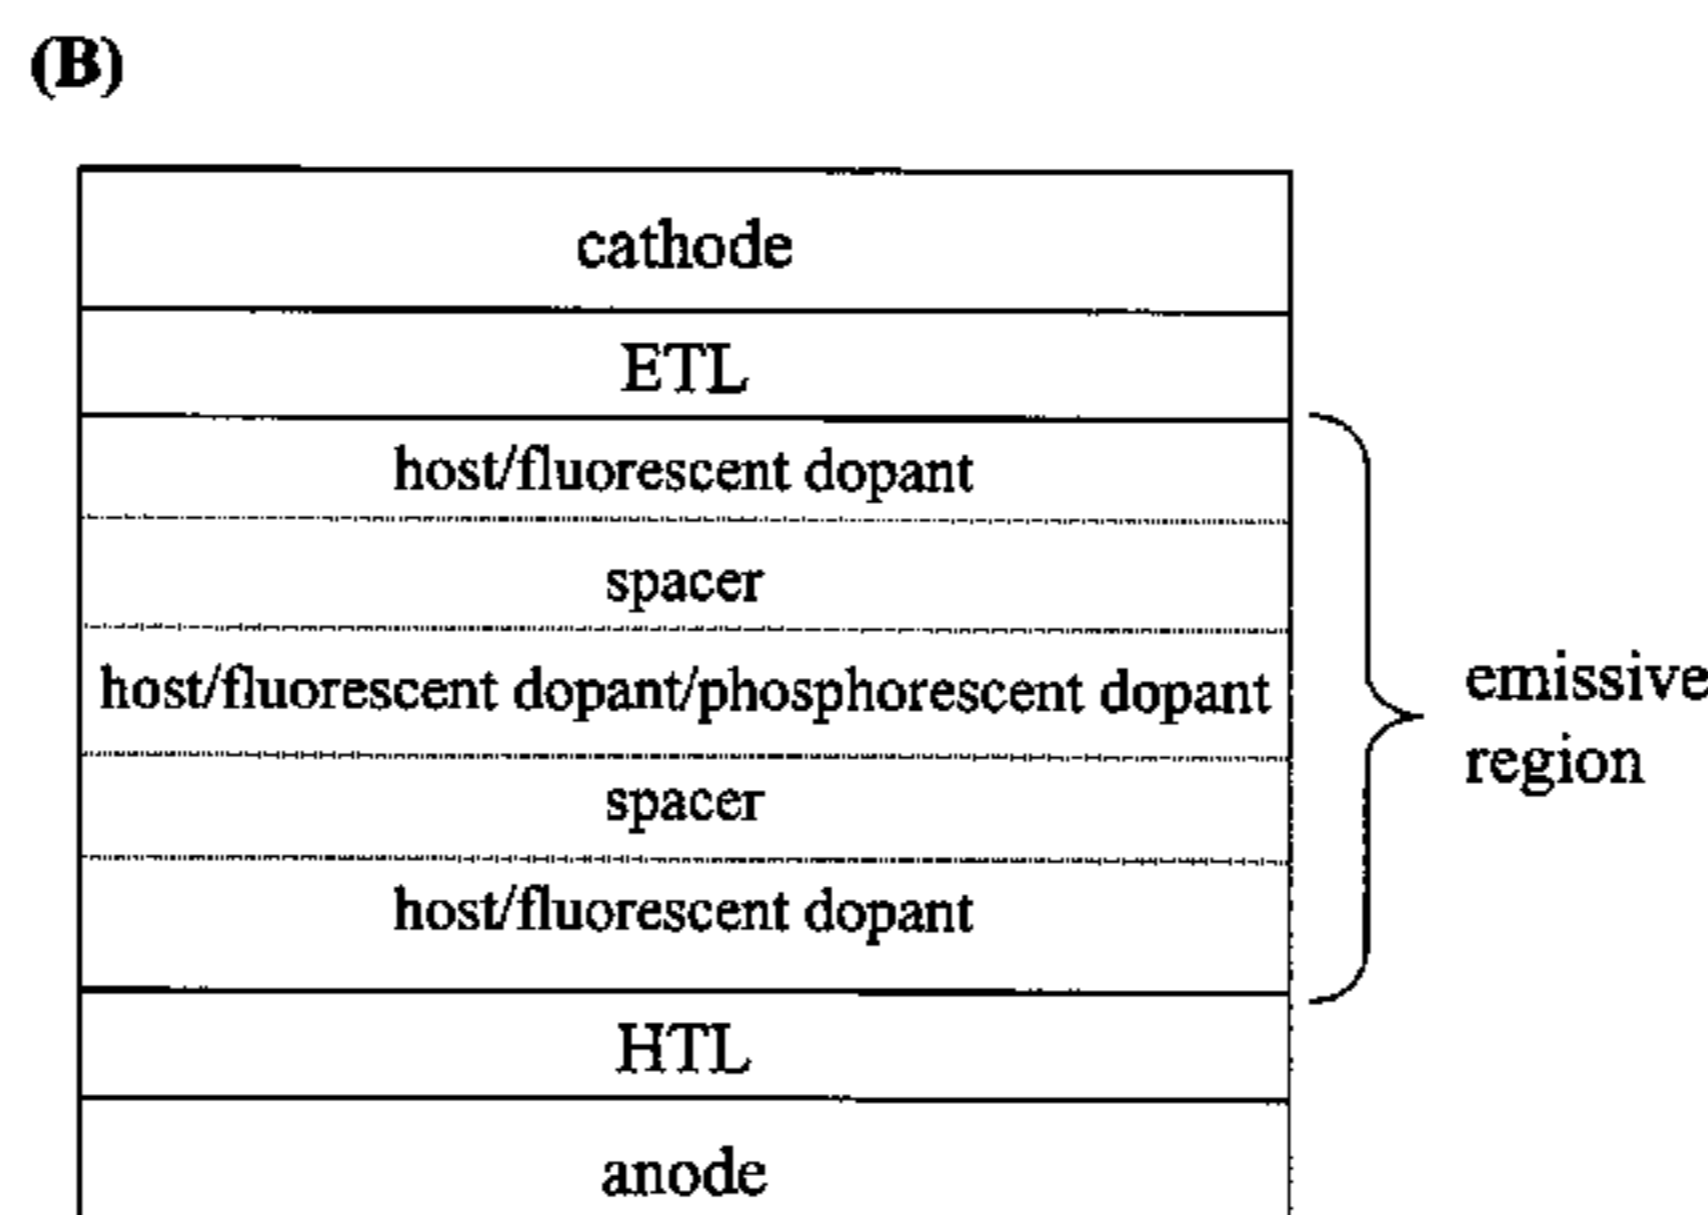 (B)
cathode
ETL
host/fluorescent dopant
spacer
host/fluorescent dopant/phosphorescent dopant
spacer
host/fluorescent dopant
HTL
anode
emissive
region